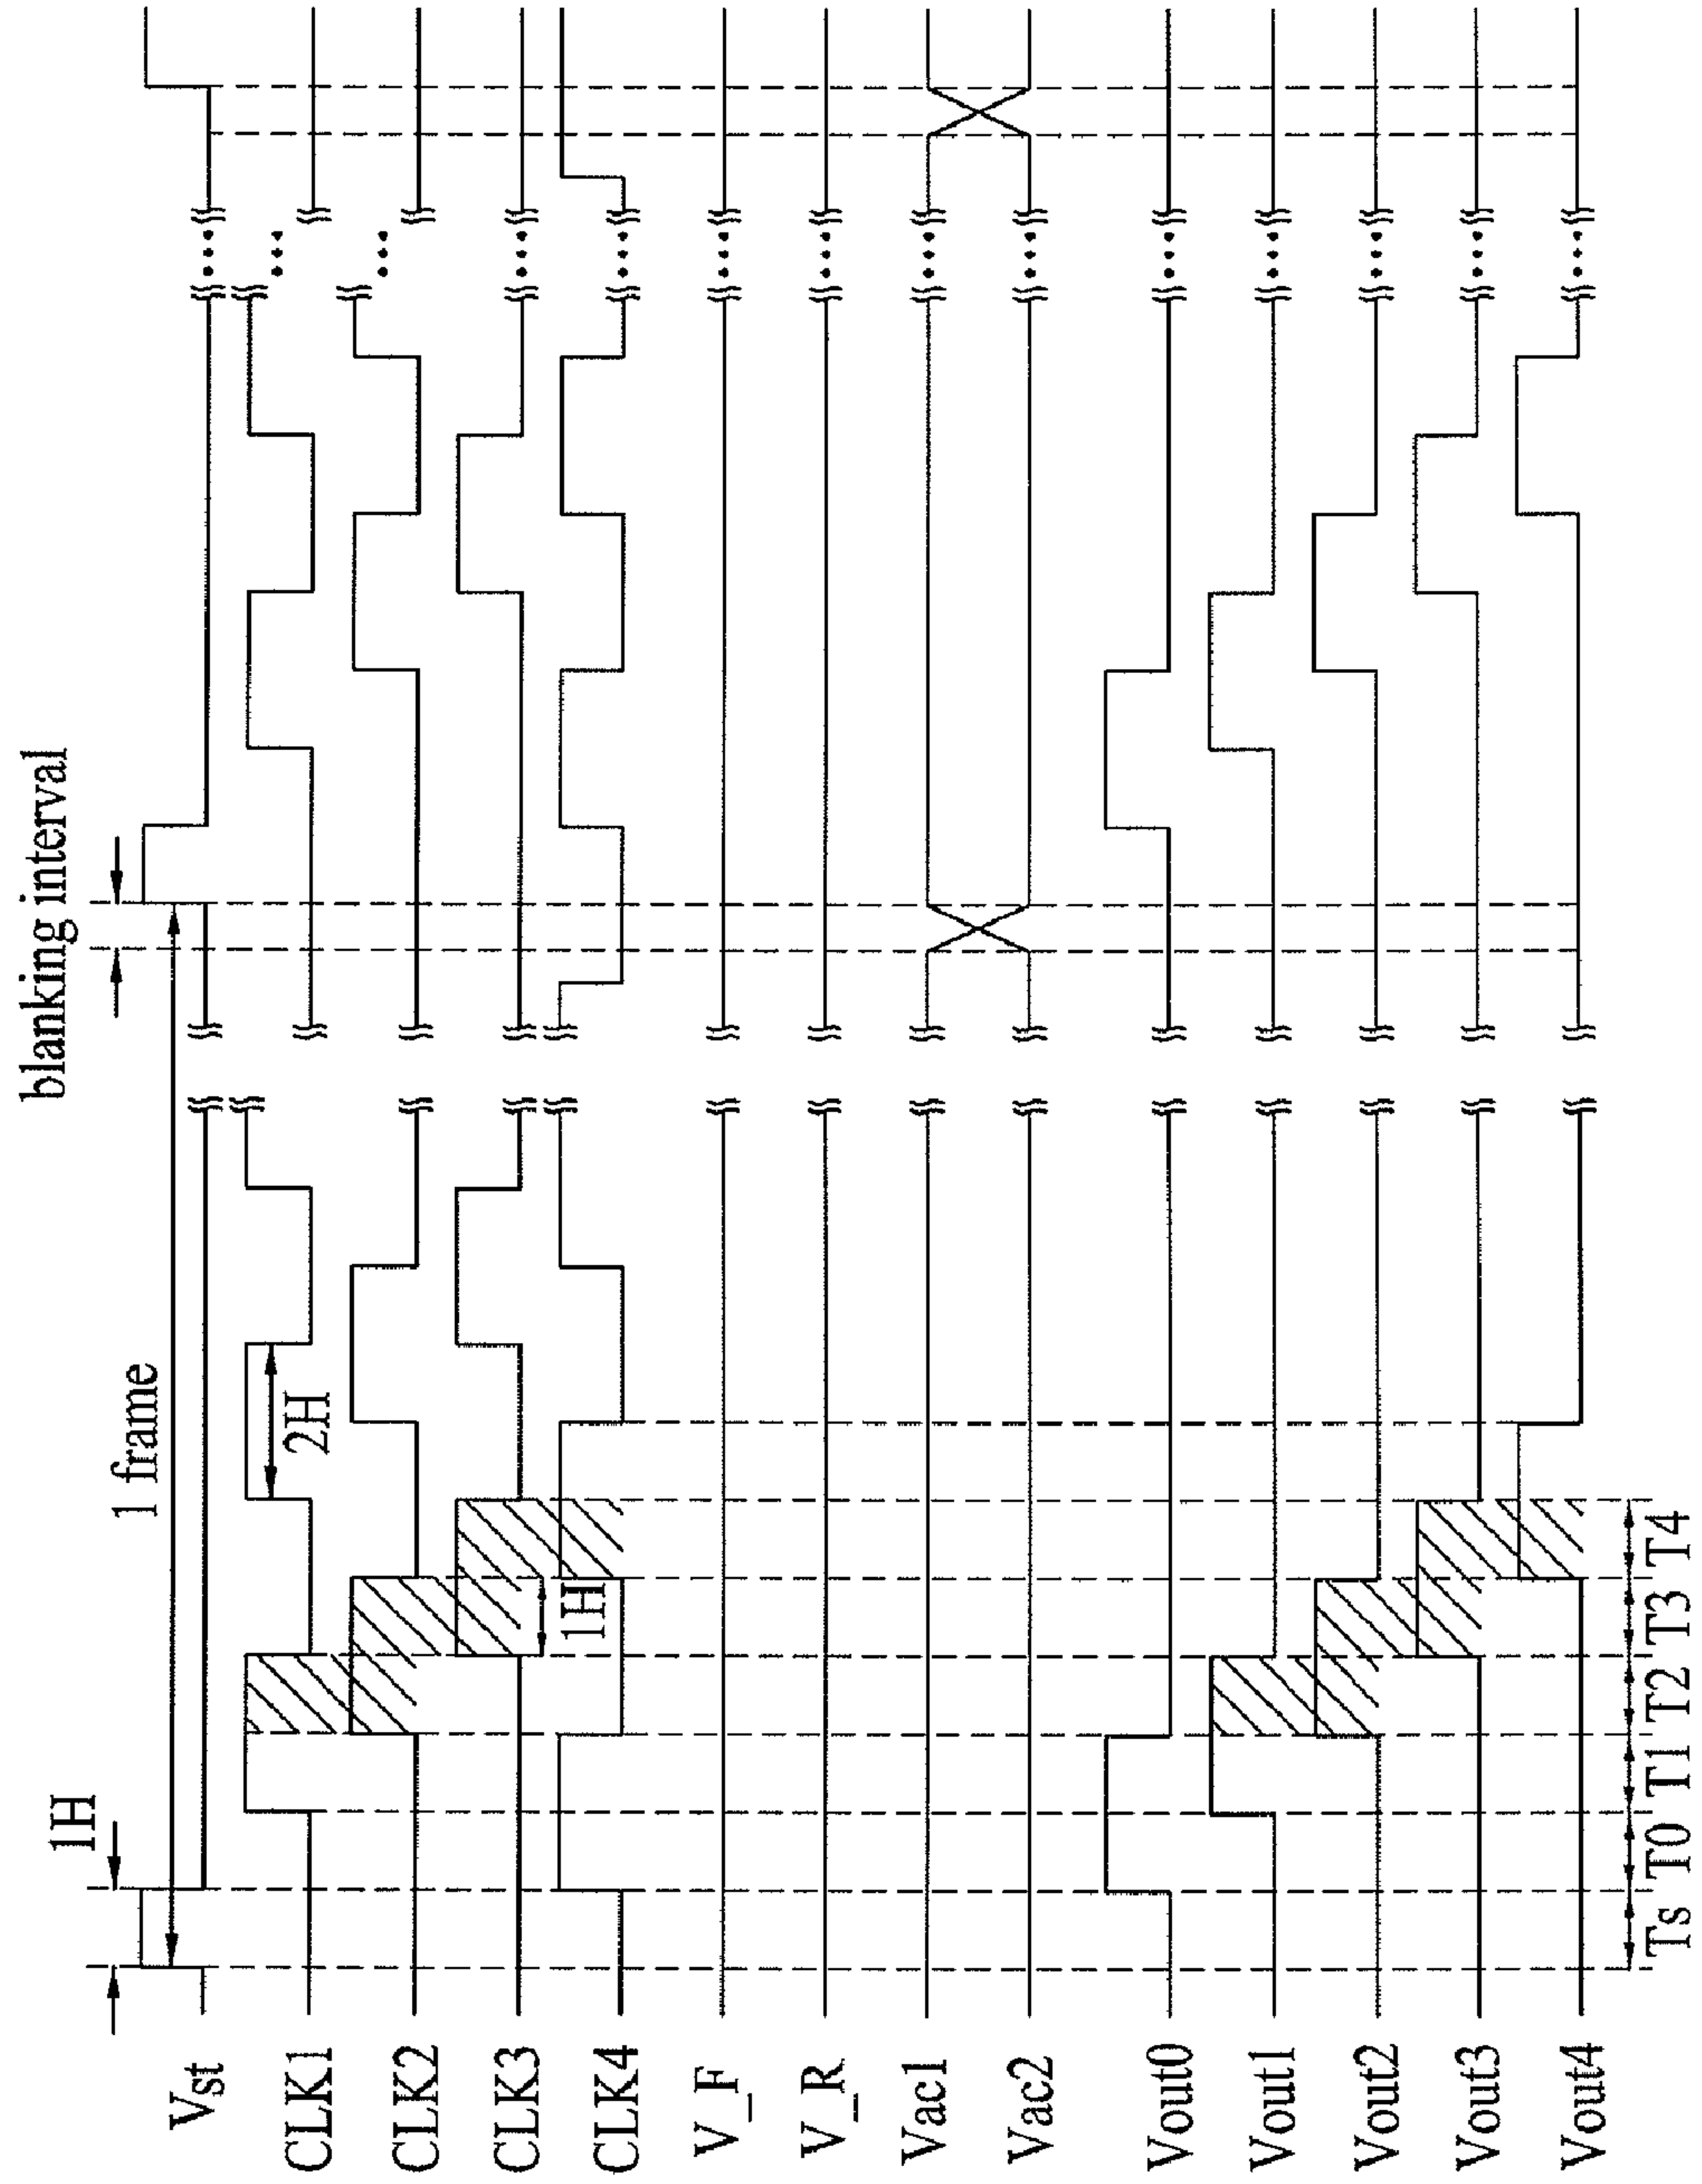 blanking interval
1 frame
1H
V_st
CLK1
2H
CLK2
CLK3
1H
CLK4
V_F
V_R
Vac1
Vac2
Vout0
Vout1
Vout2
Vout3
Vout4
Ts T0 T1 T2 T3 T4